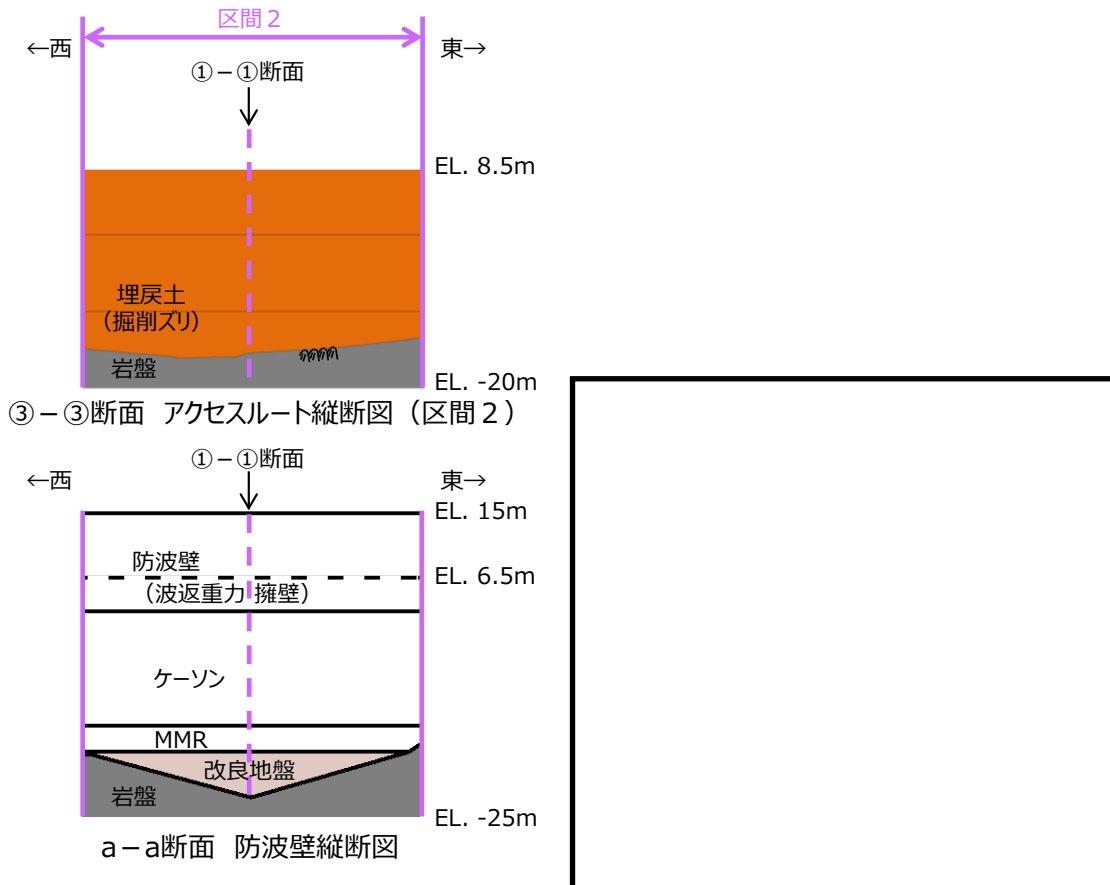 区間２
←西
東→
①－①断面
EL. 8.5m
埋戻土
(掘削ズリ)
岩盤
EL. -20m
③－③断面 アクセスルート縦断図（区間２）
①－①断面
←西
東→
EL. 15m
防波壁
EL. 6.5m
（波返重力 擁壁）
ケーソン
MMR
改良地盤
岩盤
EL. -25m
a－a断面 防波壁縦断図